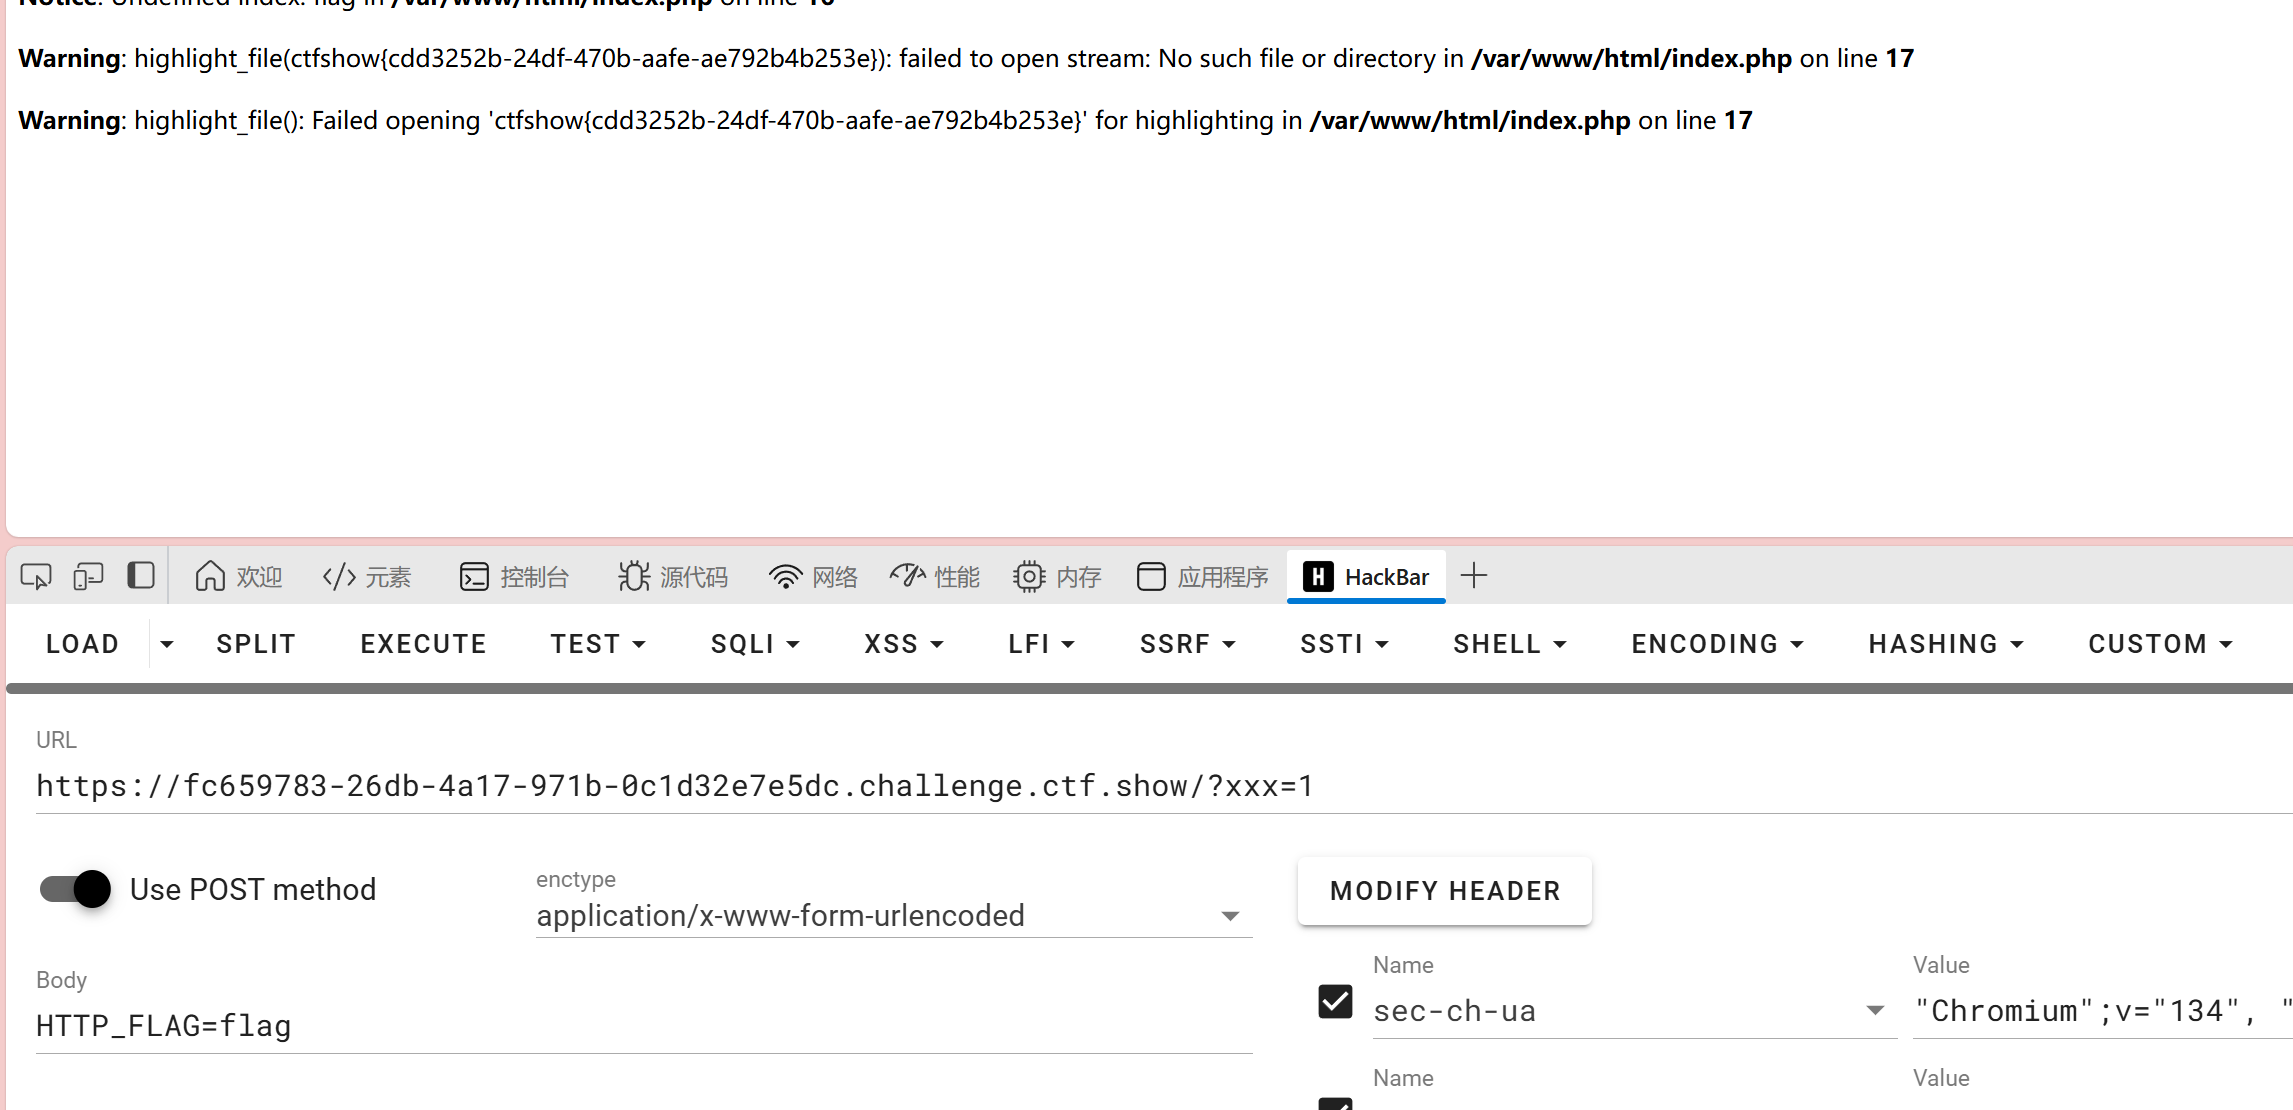 Notice: Undefined index: flag in /var/www/html/index.php on line 16
Warning: highlight_file(ctfshow{cdd3252b-24df-470b-aafe-ae792b4b253e}): failed to open stream: No such file or directory in /var/www/html/index.php on line 17
Warning: highlight_file(): Failed opening 'ctfshow{cdd3252b-24df-470b-aafe-ae792b4b253e}' for highlighting in /var/www/html/index.php on line 17
欢迎 元素 控制台 源代码 网络 性能 内存 应用程序 HackBar
LOAD SPLIT EXECUTE TEST SQLI XSS LFI SSRF SSTI SHELL ENCODING HASHING CUSTOM
URL
https://fc659783-26db-4a17-971b-0c1d32e7e5dc.challenge.ctf.show/?xxx=1
Use POST method
enctype
application/x-www-form-urlencoded
MODIFY HEADER
Body
HTTP_FLAG=flag
Name Value
sec-ch-ua "Chromium";v="134", "
Name Value